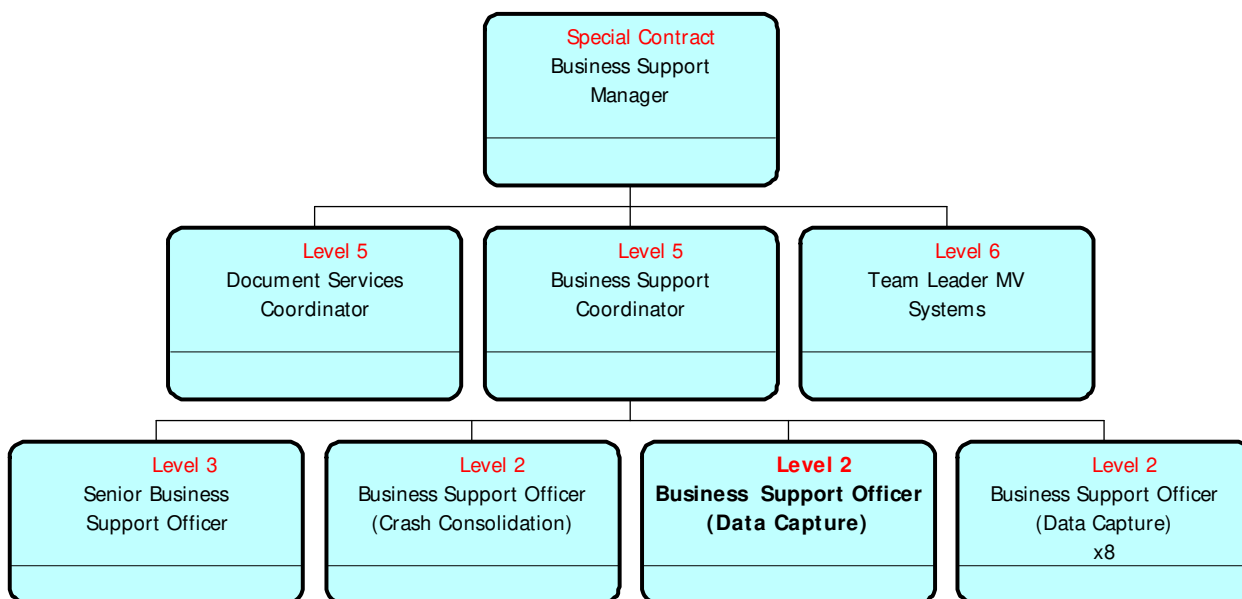 Special Contract
Business Support
Manager
Level 5
Document Services
Coordinator
Level 5
Business Support
Coordinator
Level 6
Team Leader MV
Systems
Level 3
Senior Business
Support Officer
Level 2
Business Support Officer
(Crash Consolidation)
Level 2
Business Support Officer
(Data Capture)
Level 2
Business Support Officer
(Data Capture)
x8